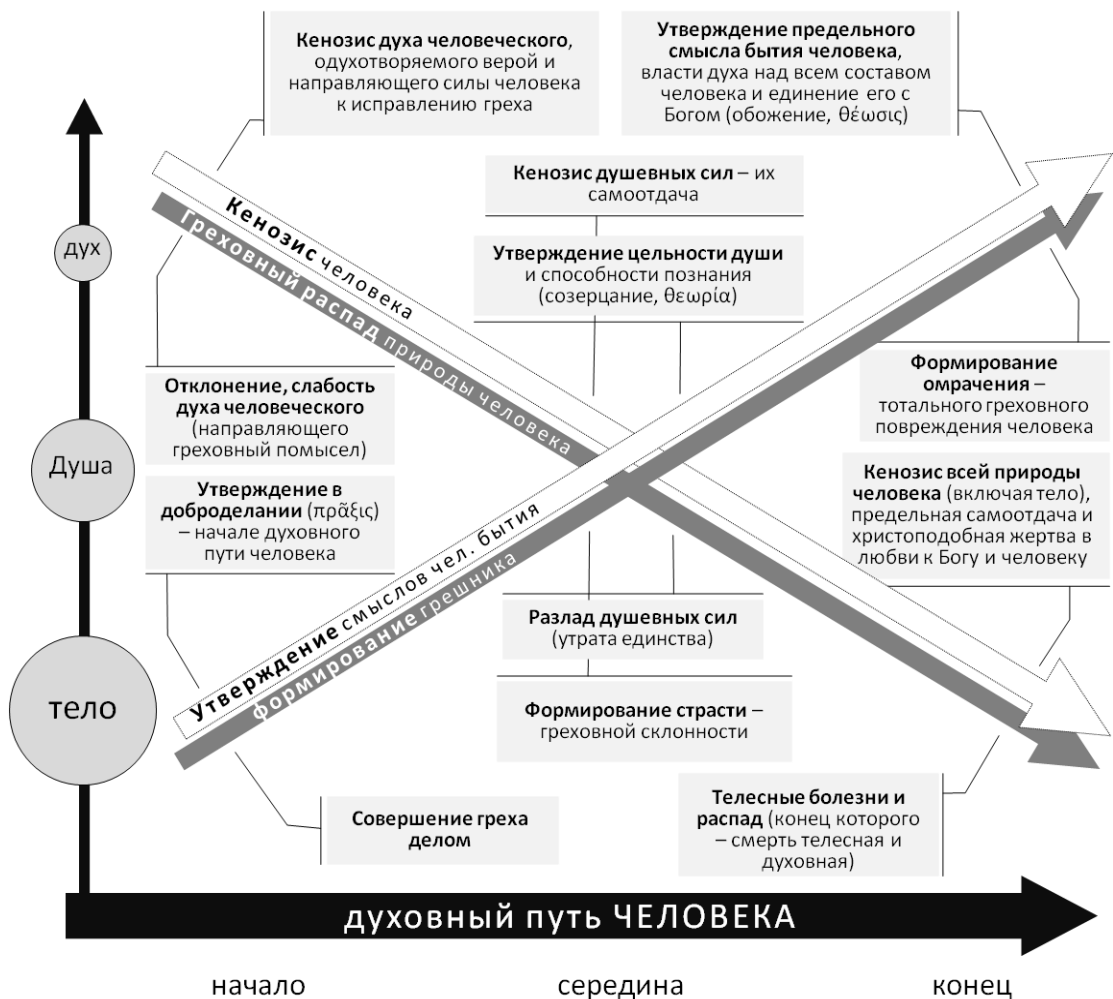 Кенозис духа человеческого,
одухотворяемого верой и
направляющего силы человека
к исправлению греха
Утверждение предельного
смысла бытия человека,
власти духа над всем составом
человека и единение его с
Богом (обожение, θέωσις)
Кенозис душевных сил – их
самоотдача
Утверждение цельности души
и способности познания
(созерцание, θεωρία)
дух
Кенозис человека
Греховный распад природы человека
Отклонение, слабость
духа человеческого
(направляющего
греховный помысел)
Формирование
омрачения –
тотального греховного
повреждения человека
Душа
Утверждение в
доброделании (πρᾶξις)
– начале духовного
пути человека
Кенозис всей природы
человека (включая тело),
предельная самоотдача и
христоподобная жертва в
любви к Богу и человеку
Утверждение смыслов чел. бытия
формирование грешника
Разлад душевных сил
(утрата единства)
тело
Формирование страсти –
греховной склонности
Совершение греха
делом
Телесные болезни и
распад (конец которого
– смерть телесная и
духовная)
духовный путь ЧЕЛОВЕКА
начало
середина
конец